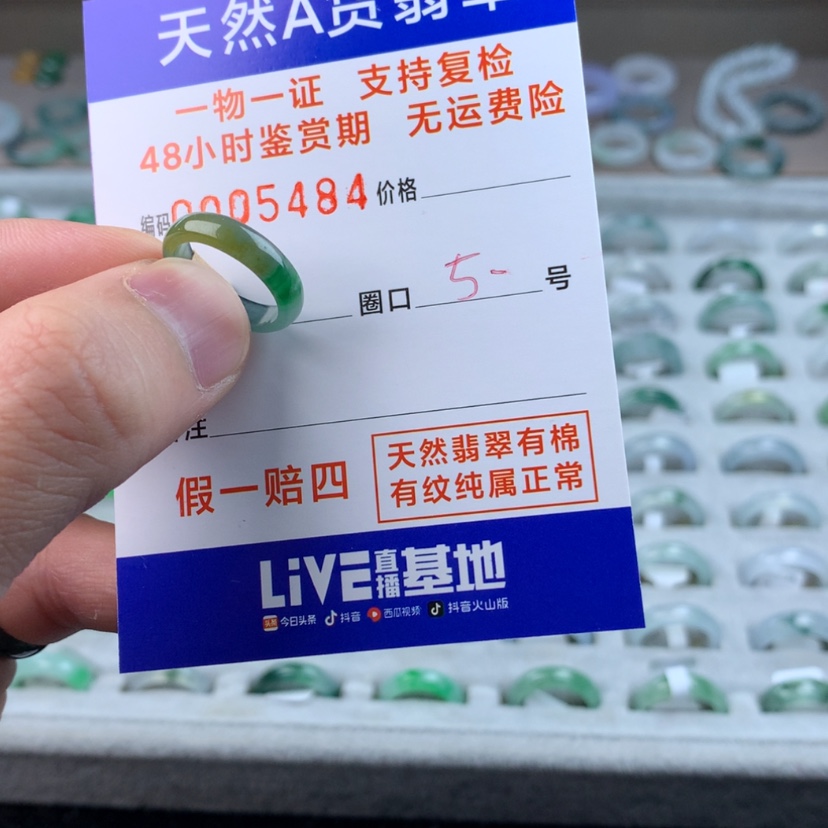 天然A货翡翠
一物一证 支持复检
48小时鉴赏期 无运费险
编码0005484 价格
圈口 5- 号
注
假一赔四
天然翡翠有棉
有纹纯属正常
LiVE直播基地
头条 今日头条 抖音 西瓜视频 抖音火山版